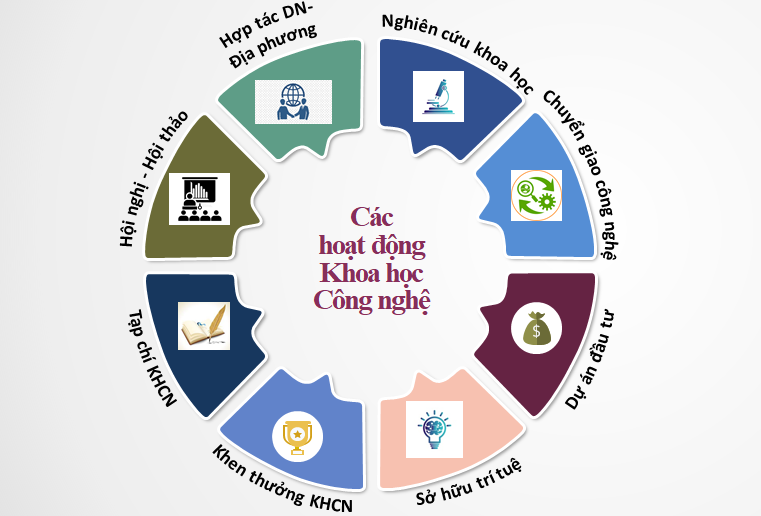 Các
hoạt động
Khoa học
Công nghệ
Nghiên cứu khoa học
Chuyển giao công nghệ
Dự án đầu tư
Sở hữu trí tuệ
Khen thưởng KHCN
Tạp chí KHCN
Hội nghị - Hội thảo
Hợp tác DN-
Địa phương
$